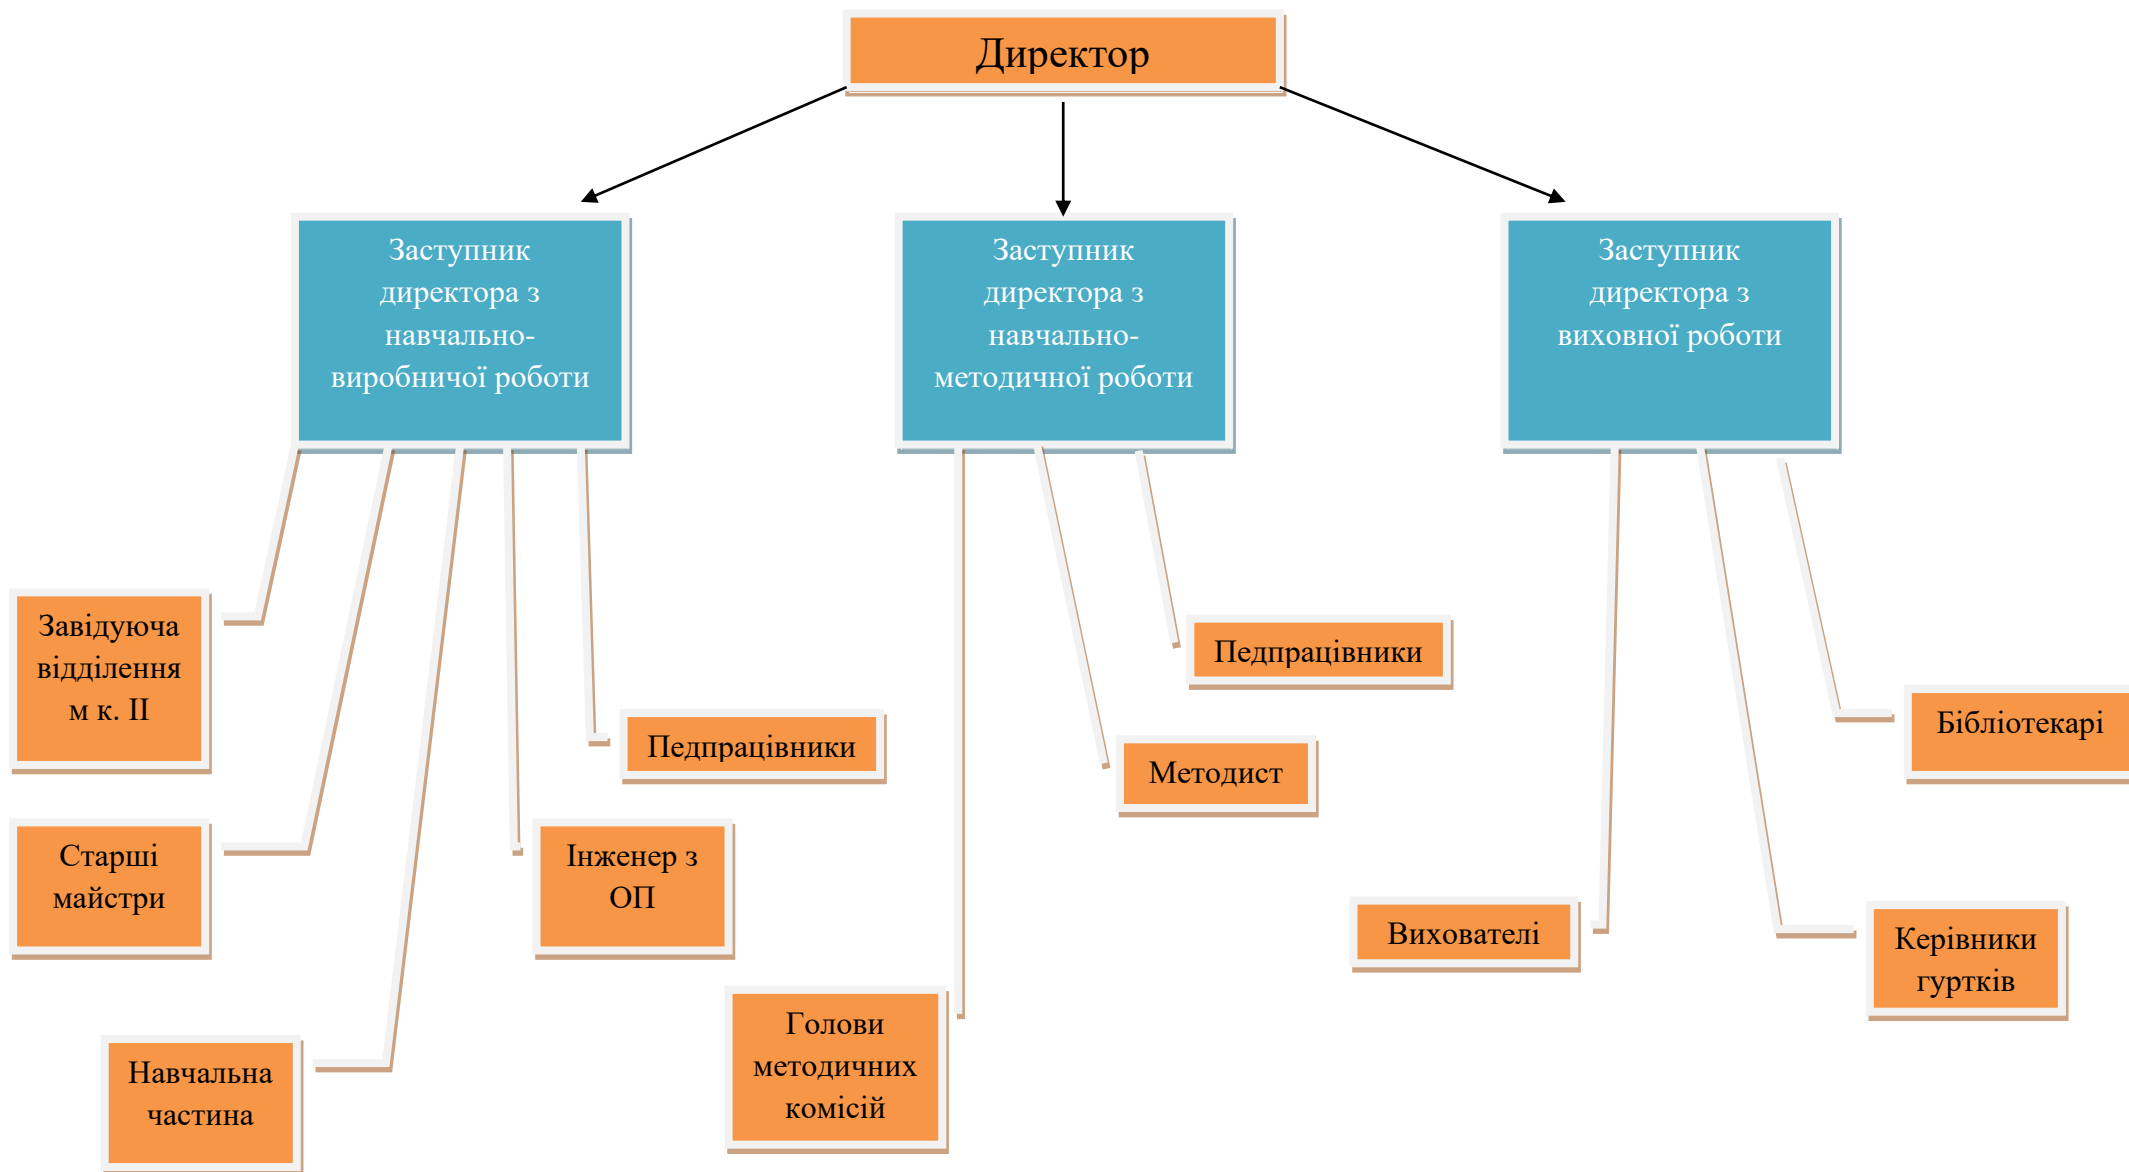 Директор
Заступник
директора з
навчально-
виробничої роботи
Заступник
директора з
навчально-
методичної роботи
Заступник
директора з
виховної роботи
Завідуюча
відділення
м к. ІІ
Старші
майстри
Навчальна
частина
Педпрацівники
Інженер з
ОП
Педпрацівники
Методист
Голови
методичних
комісій
Бібліотекарі
Вихователі
Керівники
гуртків